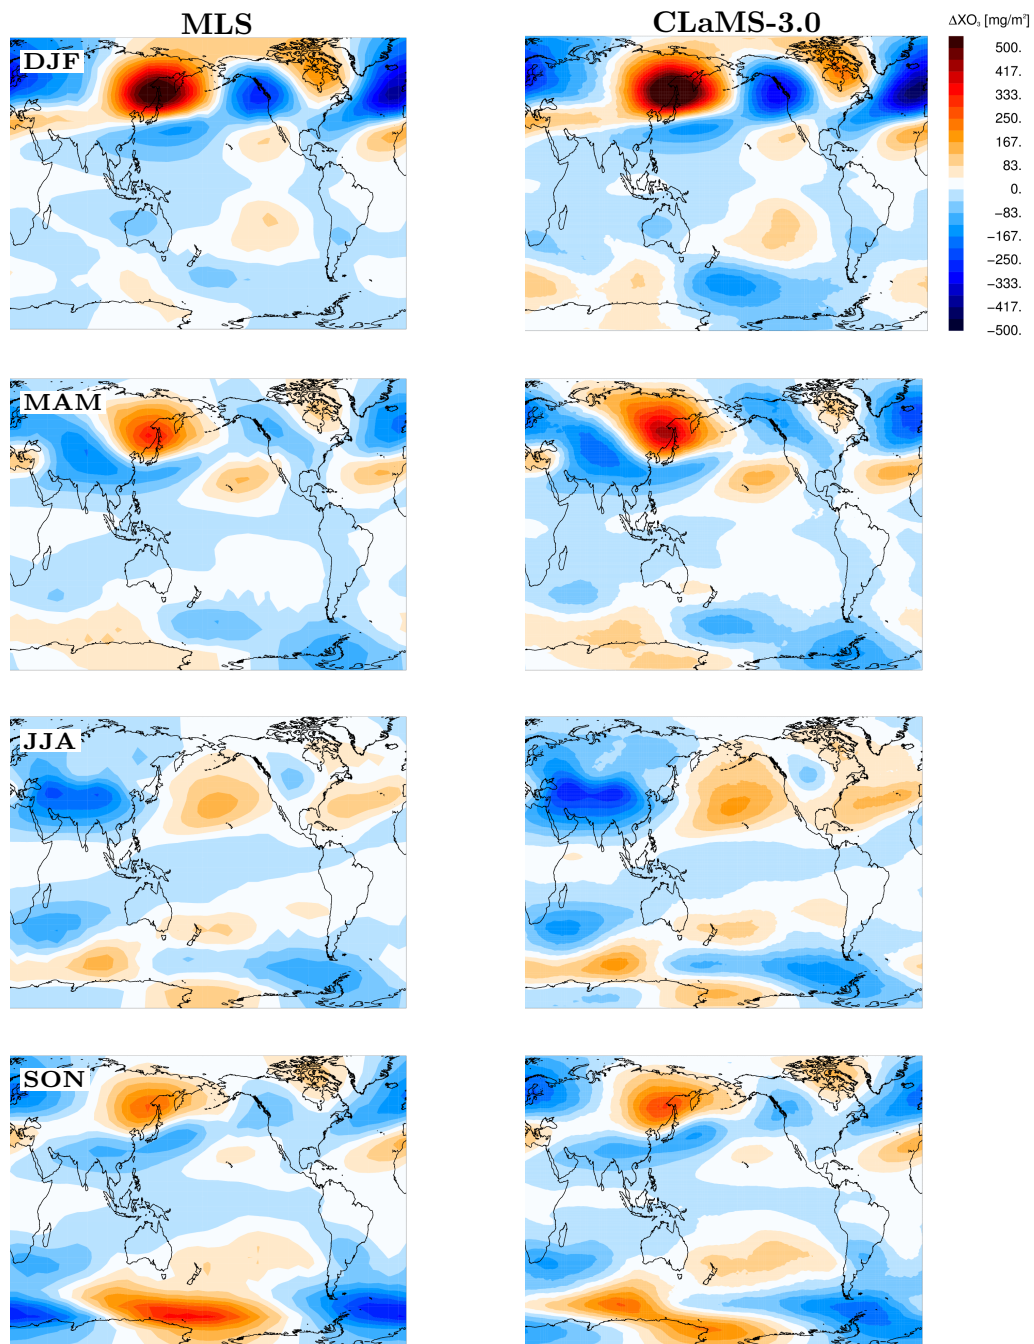 MLS
CLaMS-3.0
ΔXO₃ [mg/m²]
DJF
500.
417.
333.
250.
167.
83.
0.
−83.
−167.
−250.
−333.
−417.
−500.
MAM
JJA
SON